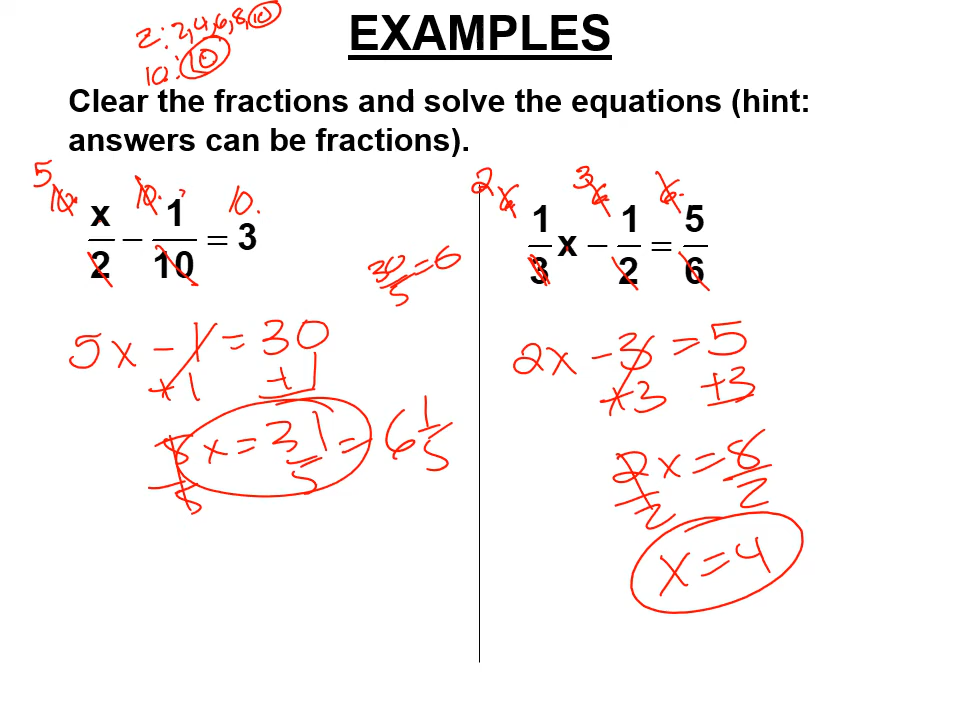 EXAMPLES
2: 2, 4, 6, 8, 10
10: 10
Clear the fractions and solve the equations (hint:
answers can be fractions).
5
10. 10. 10.
x/2 − 1/10 = 3
30/5 = 6
5x − 1 = 30
+1 +1
5x = 31
5 5
= 6 1/5
2 3
6 6 6.
1/3 x − 1/2 = 5/6
2x − 3 = 5
+3 +3
2x = 8
2 2
x = 4